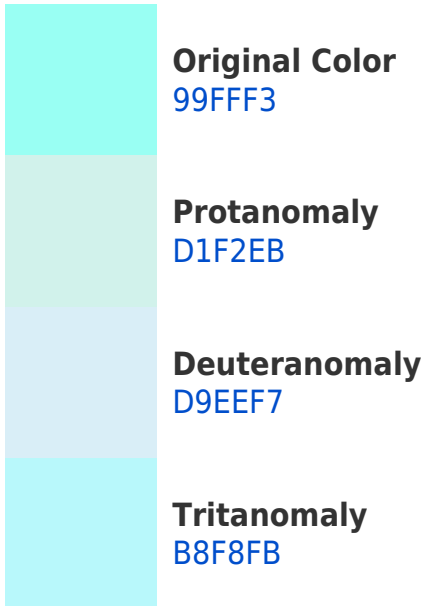 Original Color
99FFF3
Protanomaly
D1F2EB
Deuteranomaly
D9EEF7
Tritanomaly
B8F8FB